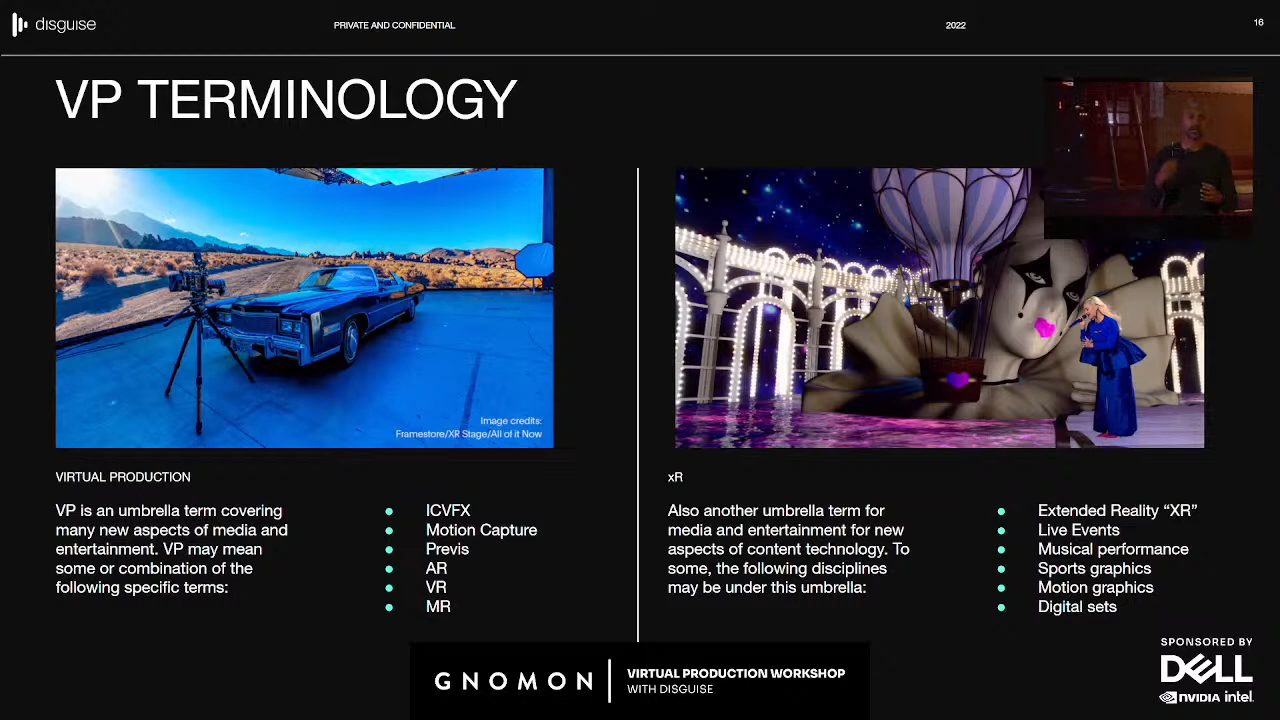 disguise
PRIVATE AND CONFIDENTIAL
2022
16
VP TERMINOLOGY
Image credits:
Framestore/XR Stage/All of it Now
VIRTUAL PRODUCTION
VP is an umbrella term covering
many new aspects of media and
entertainment. VP may mean
some or combination of the
following specific terms:
ICVFX
Motion Capture
Previs
AR
VR
MR
xR
Also another umbrella term for
media and entertainment for new
aspects of content technology. To
some, the following disciplines
may be under this umbrella:
Extended Reality “XR”
Live Events
Musical performance
Sports graphics
Motion graphics
Digital sets
GNOMON
VIRTUAL PRODUCTION WORKSHOP
WITH DISGUISE
SPONSORED BY
DELL
NVIDIA intel.